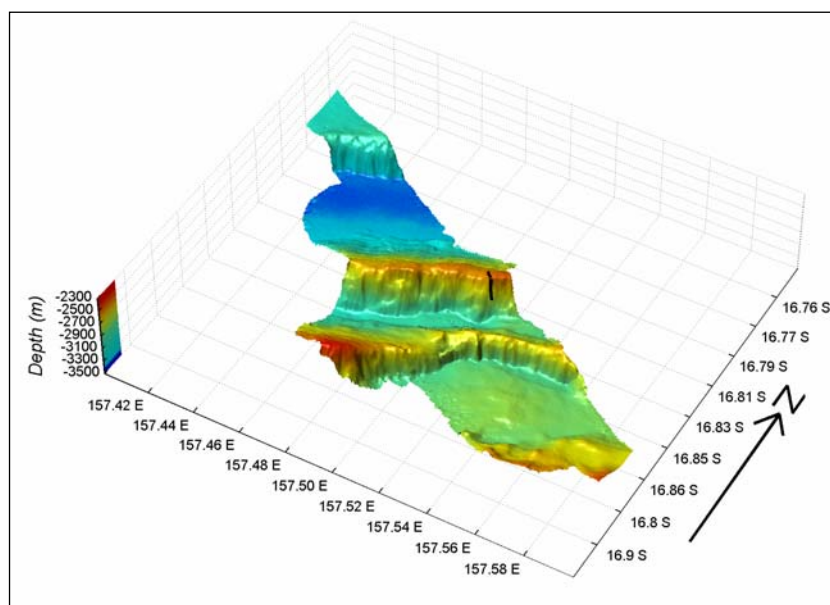 Depth (m)
-2300
-2500
-2700
-2900
-3100
-3300
-3500
157.42 E
157.44 E
157.46 E
157.48 E
157.50 E
157.52 E
157.54 E
157.56 E
157.58 E
16.76 S
16.77 S
16.79 S
16.81 S
16.83 S
16.85 S
16.86 S
16.8 S
16.9 S
N